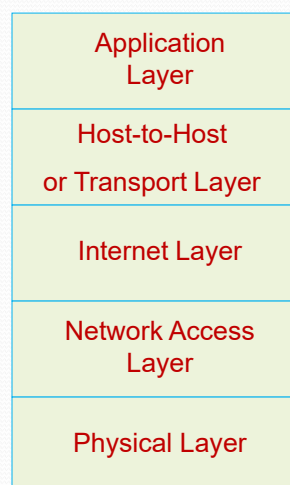 Application
Layer
Host-to-Host
or Transport Layer
Internet Layer
Network Access
Layer
Physical Layer